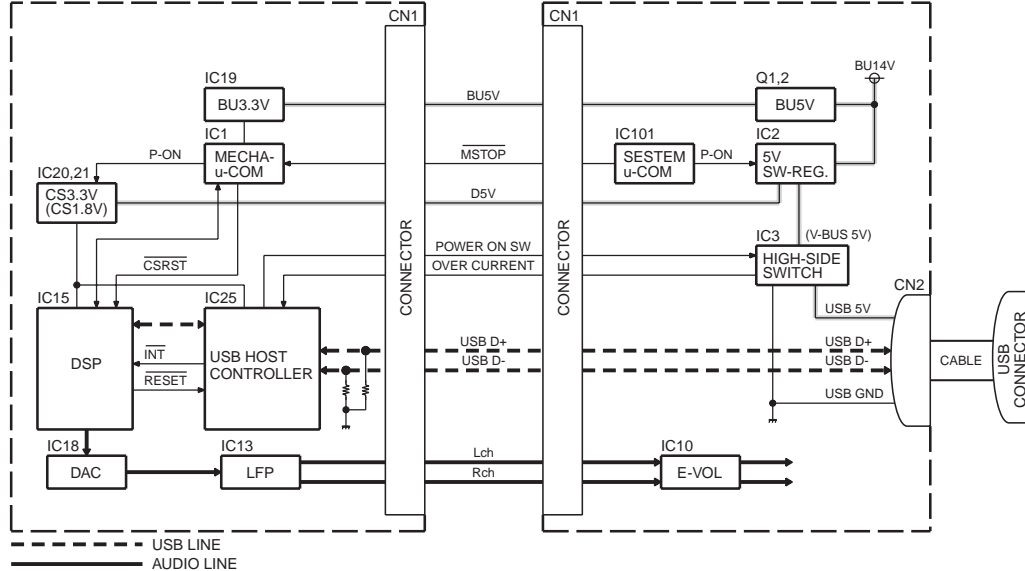 CN1
CN1
BU14V
IC19
BU3.3V
BU5V
Q1,2
BU5V
IC1
MECHA-
u-COM
P-ON
MSTOP
IC101
SESTEM
u-COM
P-ON
IC2
5V
SW-REG.
IC20,21
CS3.3V
(CS1.8V)
D5V
CONNECTOR
CONNECTOR
CSRST
POWER ON SW
OVER CURRENT
IC3
(V-BUS 5V)
HIGH-SIDE
SWITCH
CN2
IC15
DSP
IC25
USB HOST
CONTROLLER
INT
RESET
USB 5V
USB D+
USB D-
USB D+
USB D-
USB GND
CABLE
USB
CONNECTOR
IC18
DAC
IC13
LFP
Lch
Rch
IC10
E-VOL
USB LINE
AUDIO LINE